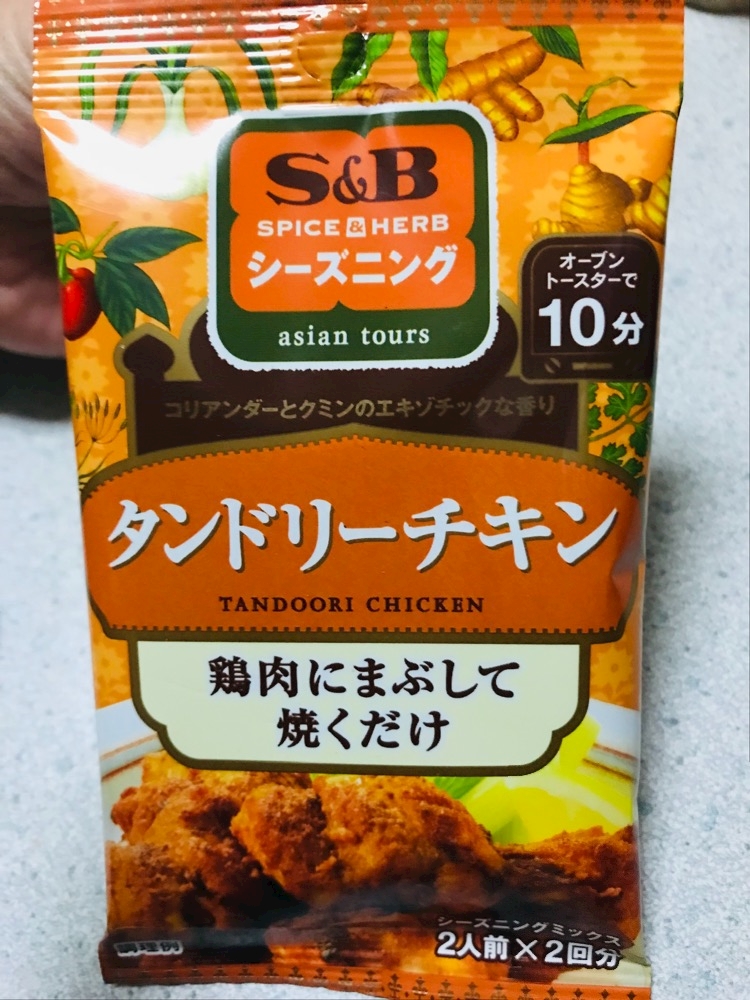 S&B
SPICE & HERB
シーズニング
asian tours
オーブン
トースターで
10分
コリアンダーとクミンのエキゾチックな香り
タンドリーチキン
TANDOORI CHICKEN
鶏肉にまぶして
焼くだけ
調理例
シーズニングミックス
2人前×2回分